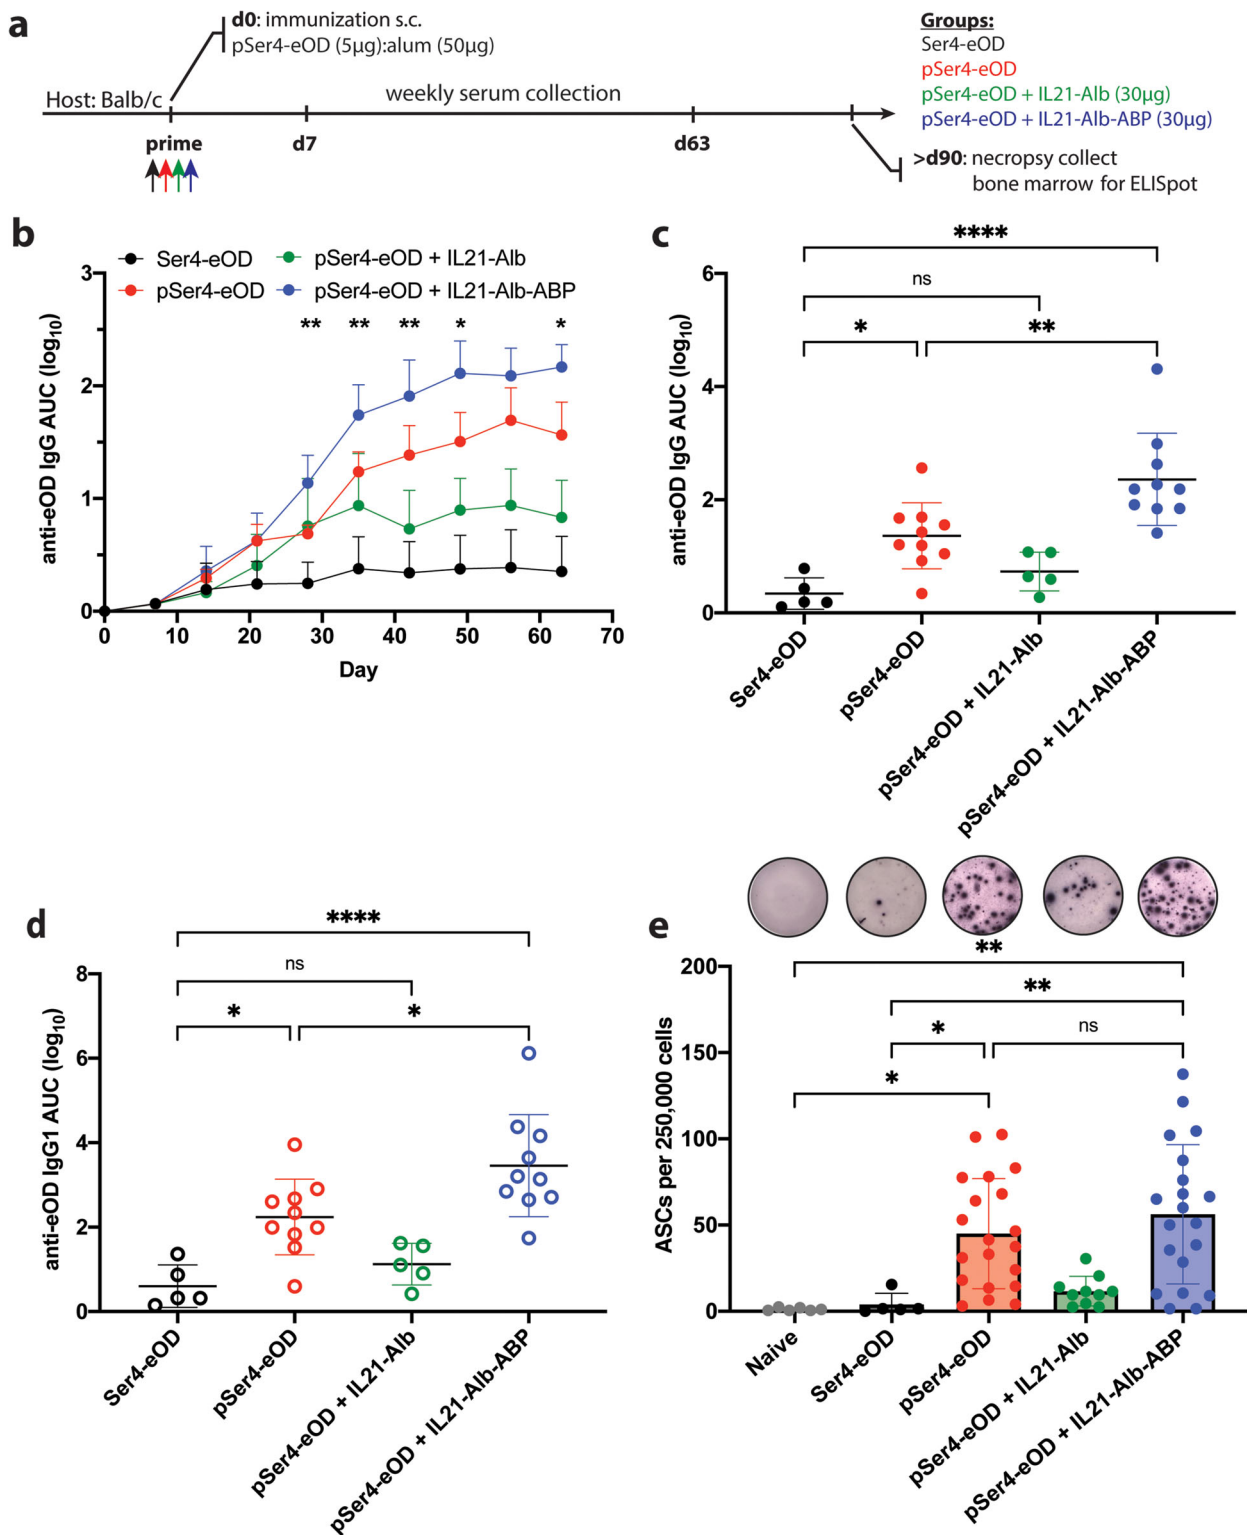 a
d0: immunization s.c.
pSer4-eOD (5µg):alum (50µg)
Host: Balb/c
weekly serum collection
prime
d7
d63
>d90: necropsy collect
bone marrow for ELISpot
Groups:
Ser4-eOD
pSer4-eOD
pSer4-eOD + IL21-Alb (30µg)
pSer4-eOD + IL21-Alb-ABP (30µg)
b
Ser4-eOD
pSer4-eOD + IL21-Alb
pSer4-eOD
pSer4-eOD + IL21-Alb-ABP
** ** ** * *
anti-eOD IgG AUC (log10)
3
2
1
0
0 10 20 30 40 50 60 70
Day
c
****
ns
* **
anti-eOD IgG AUC (log10)
6
4
2
0
Ser4-eOD
pSer4-eOD
pSer4-eOD + IL21-Alb
pSer4-eOD + IL21-Alb-ABP
d
****
ns
* *
anti-eOD IgG1 AUC (log10)
8
6
4
2
0
Ser4-eOD
pSer4-eOD
pSer4-eOD + IL21-Alb
pSer4-eOD + IL21-Alb-ABP
e
**
**
* ns
*
ASCs per 250,000 cells
200
150
100
50
0
Naive
Ser4-eOD
pSer4-eOD
pSer4-eOD + IL21-Alb
pSer4-eOD + IL21-Alb-ABP